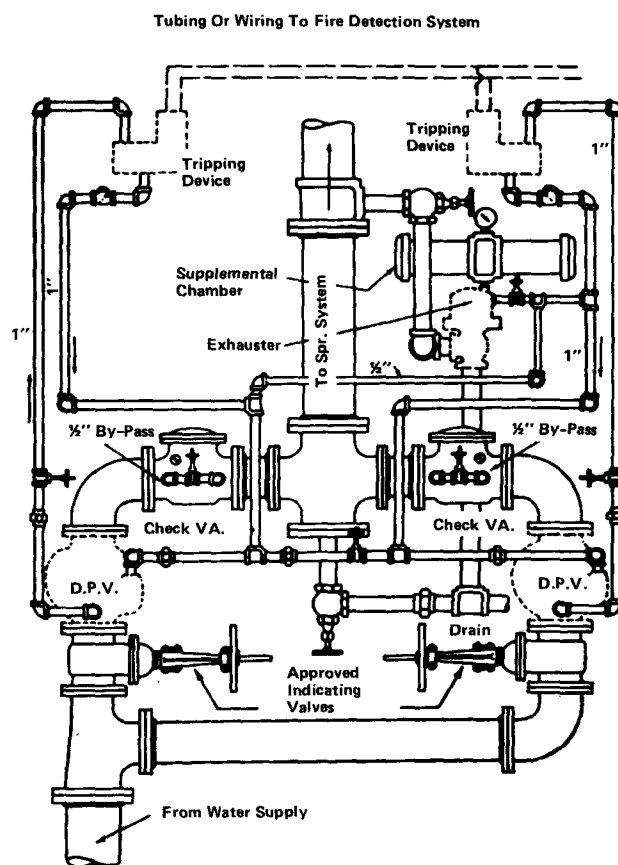 Tubing Or Wiring To Fire Detection System
Tripping
Device
Tripping
Device
1"
1"
1"
1"
Supplemental
Chamber
Exhauster
To Spr. System
½"
½" By-Pass
½" By-Pass
Check VA.
Check VA.
D.P.V.
D.P.V.
Drain
Approved
Indicating
Valves
From Water Supply